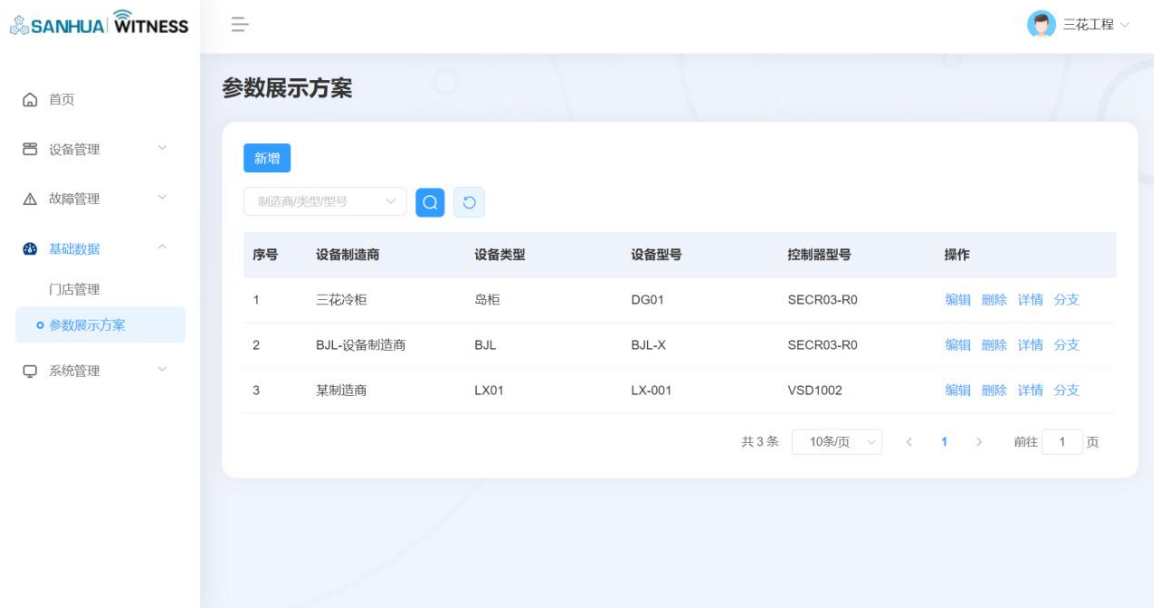 SANHUA WITNESS
三花工程
首页
设备管理
故障管理
基础数据
门店管理
参数展示方案
系统管理
参数展示方案
新增
制造商/类型/型号
序号 设备制造商 设备类型 设备型号 控制器型号 操作
1 三花冷柜 岛柜 DG01 SECR03-R0 编辑 删除 详情 分支
2 BJL-设备制造商 BJL BJL-X SECR03-R0 编辑 删除 详情 分支
3 某制造商 LX01 LX-001 VSD1002 编辑 删除 详情 分支
共 3 条 10条/页 1 前往 1 页